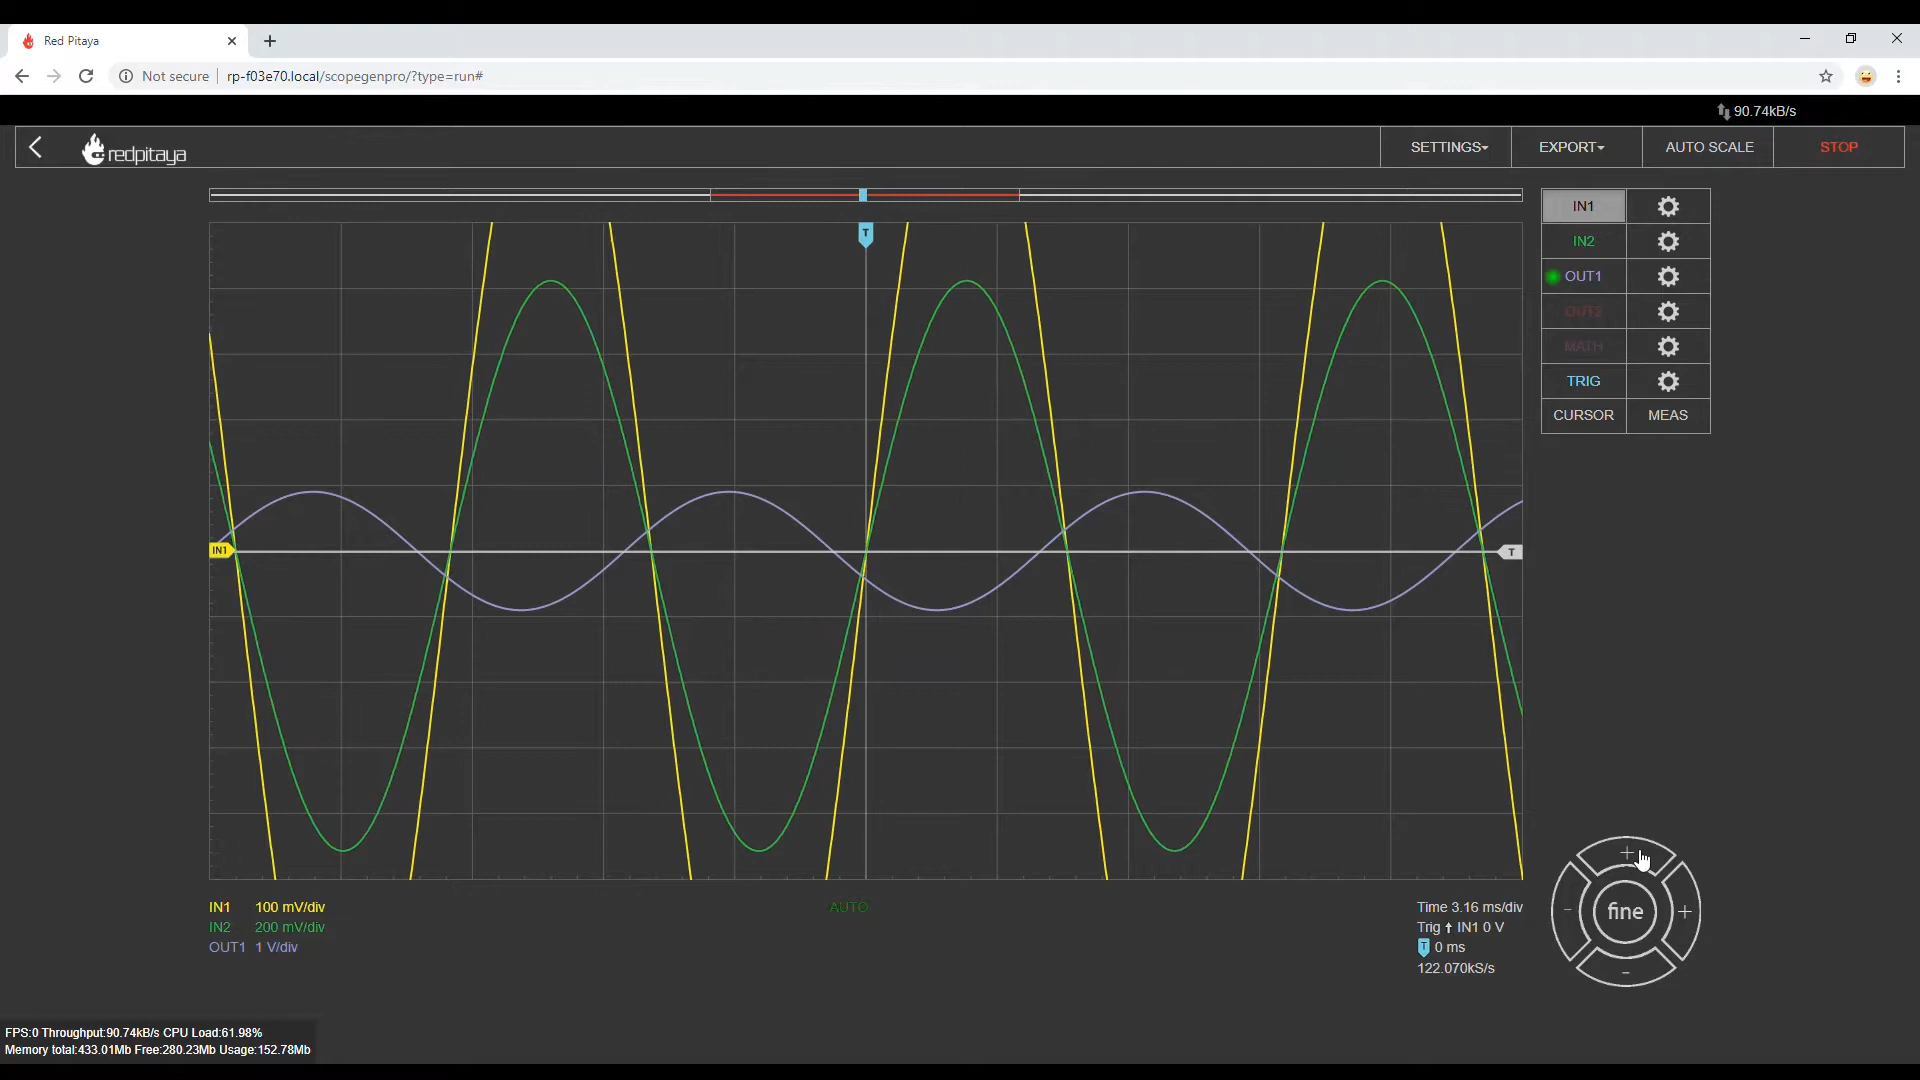 Red Pitaya
Not secure rp-f03e70.local/scopegenpro/?type=run#
90.74kB/s
redpitaya
SETTINGS
EXPORT
AUTO SCALE
STOP
T
IN1
IN2
OUT1
OUT2
MATH
TRIG
CURSOR MEAS
IN1
T
IN1 100 mV/div
IN2 200 mV/div
OUT1 1 V/div
AUTO
Time 3.16 ms/div
Trig IN1 0 V
T 0 ms
122.070kS/s
+
- fine +
-
FPS:0 Throughput:90.74kB/s CPU Load:61.98%
Memory total:433.01Mb Free:280.23Mb Usage:152.78Mb